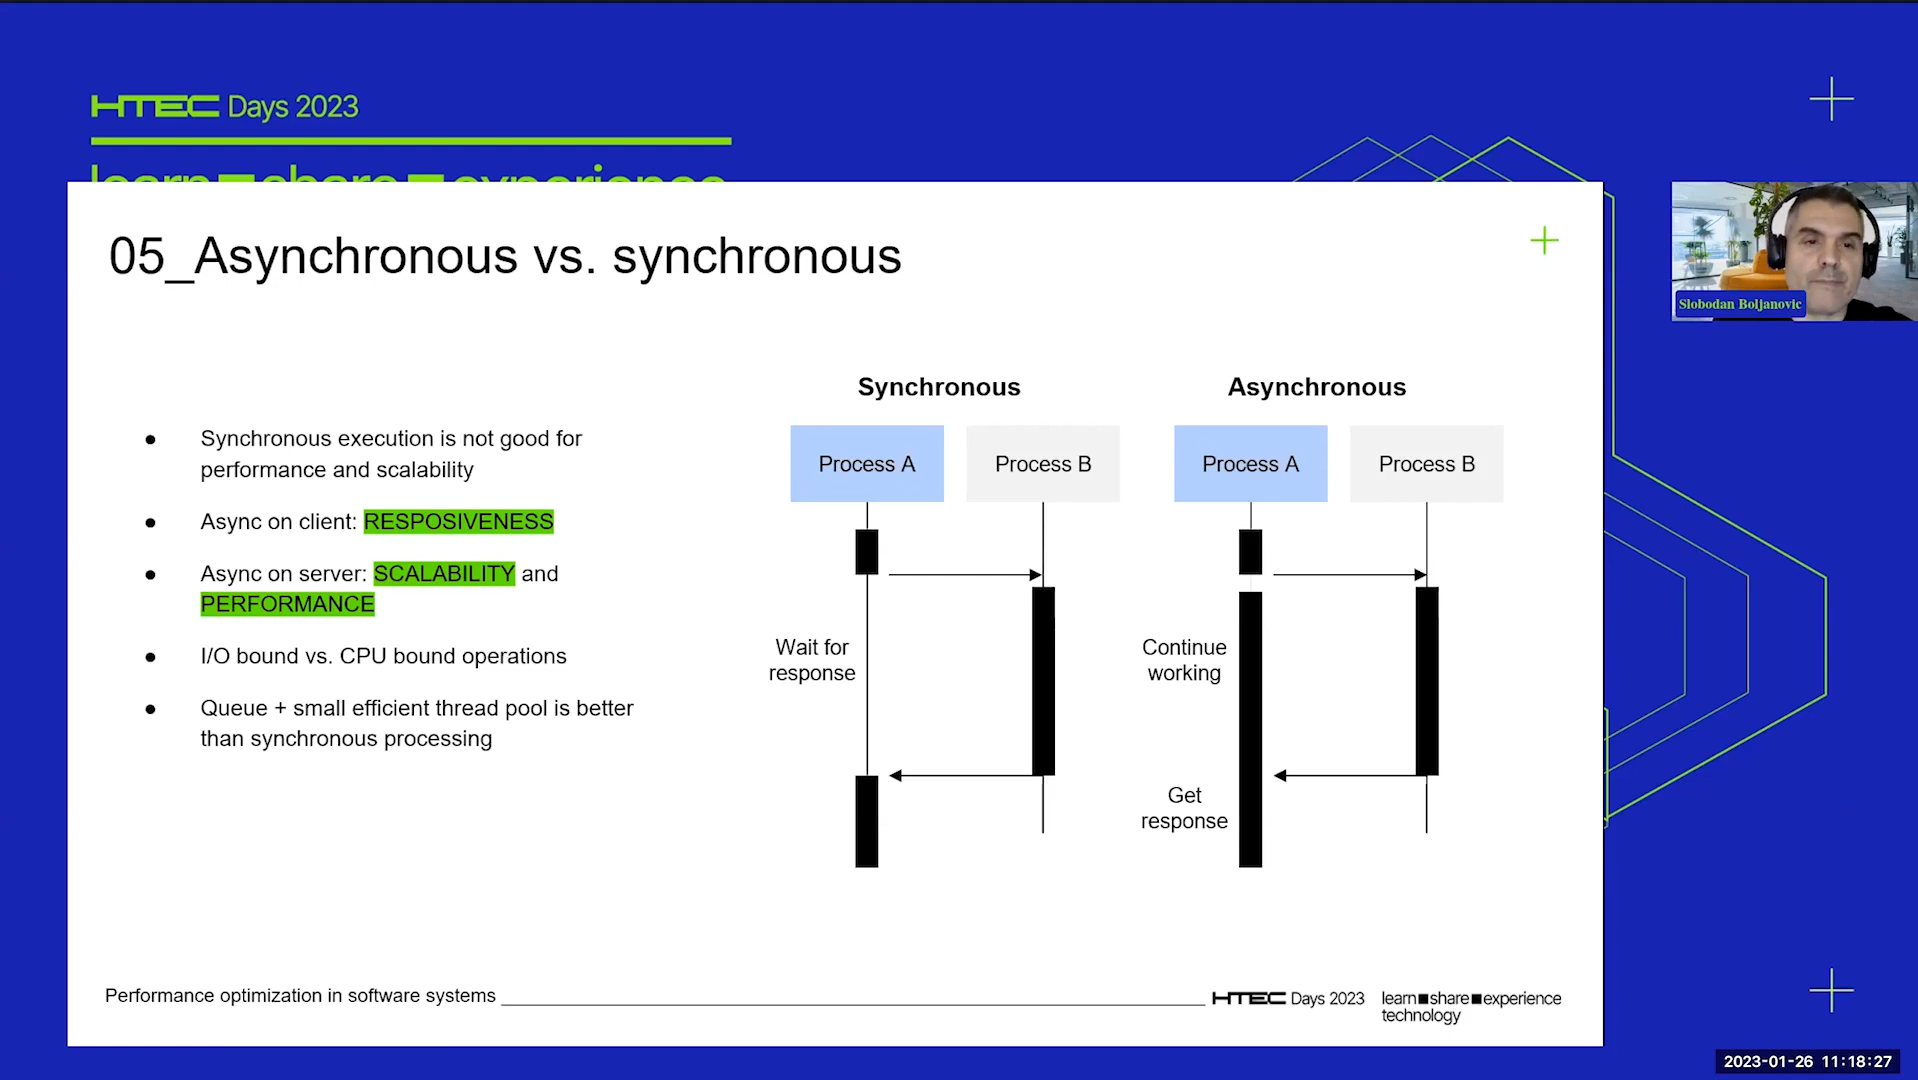 HTEC Days 2023
learn share experience
05_Asynchronous vs. synchronous
Slobodan Boljanovic
● Synchronous execution is not good for
performance and scalability
● Async on client: RESPOSIVENESS
● Async on server: SCALABILITY and
PERFORMANCE
● I/O bound vs. CPU bound operations
● Queue + small efficient thread pool is better
than synchronous processing
Synchronous
Process A
Process B
Wait for
response
Asynchronous
Process A
Process B
Continue
working
Get
response
Performance optimization in software systems
HTEC Days 2023
learn■share■experience
technology
2023-01-26 11:18:27